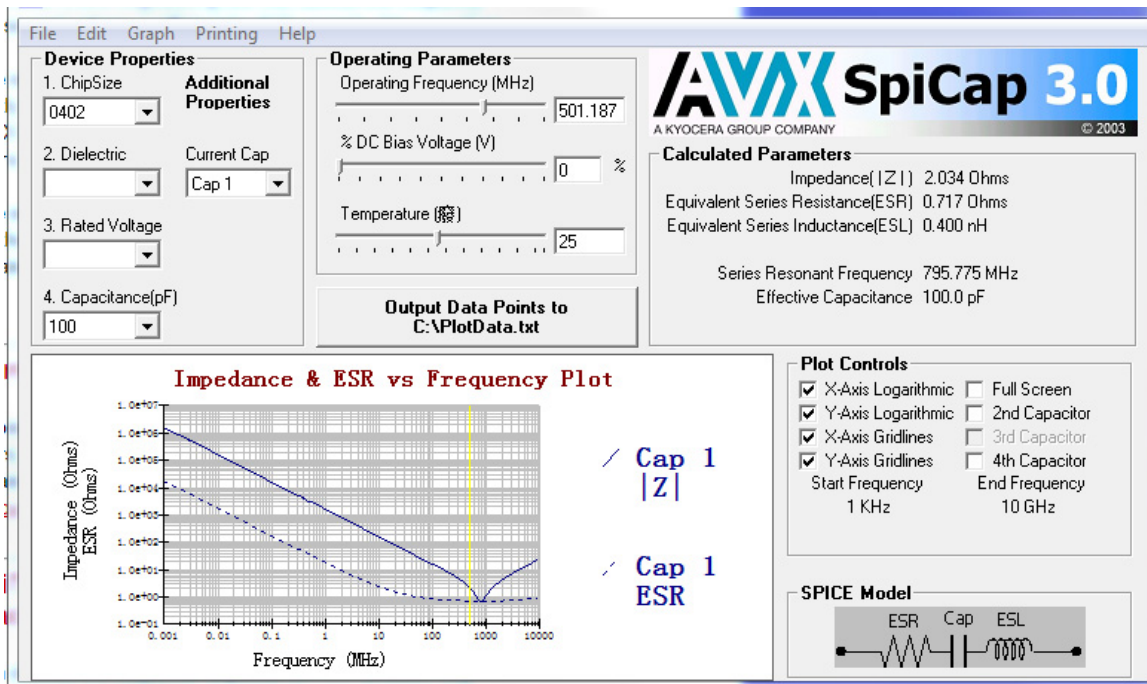 File Edit Graph Printing Help
Device Properties
1. ChipSize
Additional Properties
0402
2. Dielectric
Current Cap
Cap 1
3. Rated Voltage
4. Capacitance(pF)
100
Operating Parameters
Operating Frequency (MHz)
501.187
% DC Bias Voltage (V)
0 %
Temperature (癈)
25
Output Data Points to
C:\PlotData.txt
AVX SpiCap 3.0
A KYOCERA GROUP COMPANY
© 2003
Calculated Parameters
Impedance(|Z|) 2.034 Ohms
Equivalent Series Resistance(ESR) 0.717 Ohms
Equivalent Series Inductance(ESL) 0.400 nH
Series Resonant Frequency 795.775 MHz
Effective Capacitance 100.0 pF
Impedance & ESR vs Frequency Plot
Impedance (Ohms)
ESR (Ohms)
1.0e+07
1.0e+06
1.0e+05
1.0e+04
1.0e+03
1.0e+02
1.0e+01
1.0e+00
1.0e-01
0.001 0.01 0.1 1 10 100 1000 10000
Frequency (MHz)
Cap 1
|Z|
Cap 1
ESR
Plot Controls
X-Axis Logarithmic Full Screen
Y-Axis Logarithmic 2nd Capacitor
X-Axis Gridlines 3rd Capacitor
Y-Axis Gridlines 4th Capacitor
Start Frequency End Frequency
1 KHz 10 GHz
SPICE Model
ESR Cap ESL